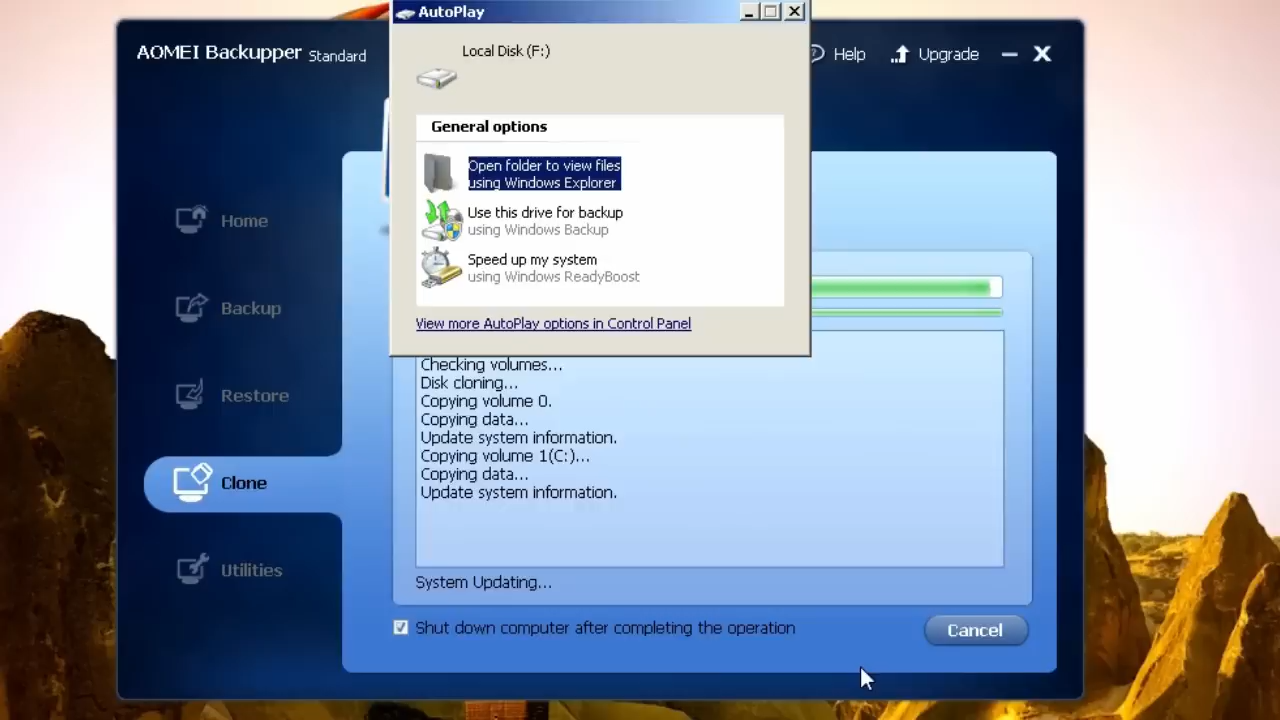 AutoPlay
AOMEI Backupper Standard
Help
Upgrade
Local Disk (F:)
General options
Open folder to view files
using Windows Explorer
Use this drive for backup
using Windows Backup
Speed up my system
using Windows ReadyBoost
View more AutoPlay options in Control Panel
Home
Backup
Restore
Clone
Utilities
Checking volumes...
Disk cloning...
Copying volume 0.
Copying data...
Update system information.
Copying volume 1(C:)...
Copying data...
Update system information.
System Updating...
Shut down computer after completing the operation
Cancel